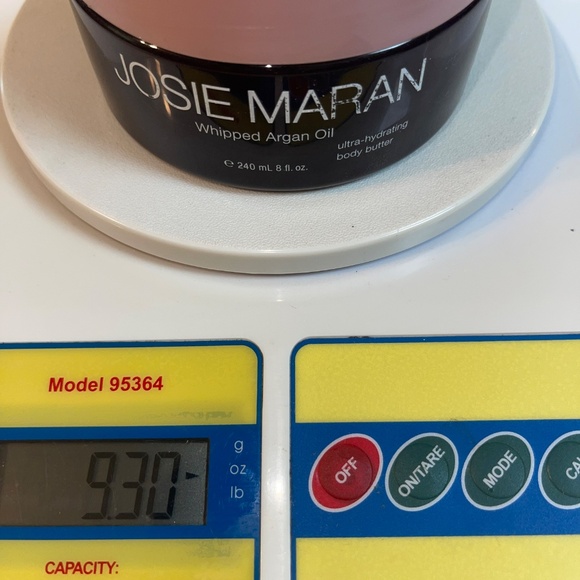 JOSIE MARAN
Whipped Argan Oil
ultra-hydrating
body butter
℮ 240 mL 8 fl. oz.
Model 95364
9.30
g
oz
lb
OFF
ON/TARE
MODE
CAL
CAPACITY: